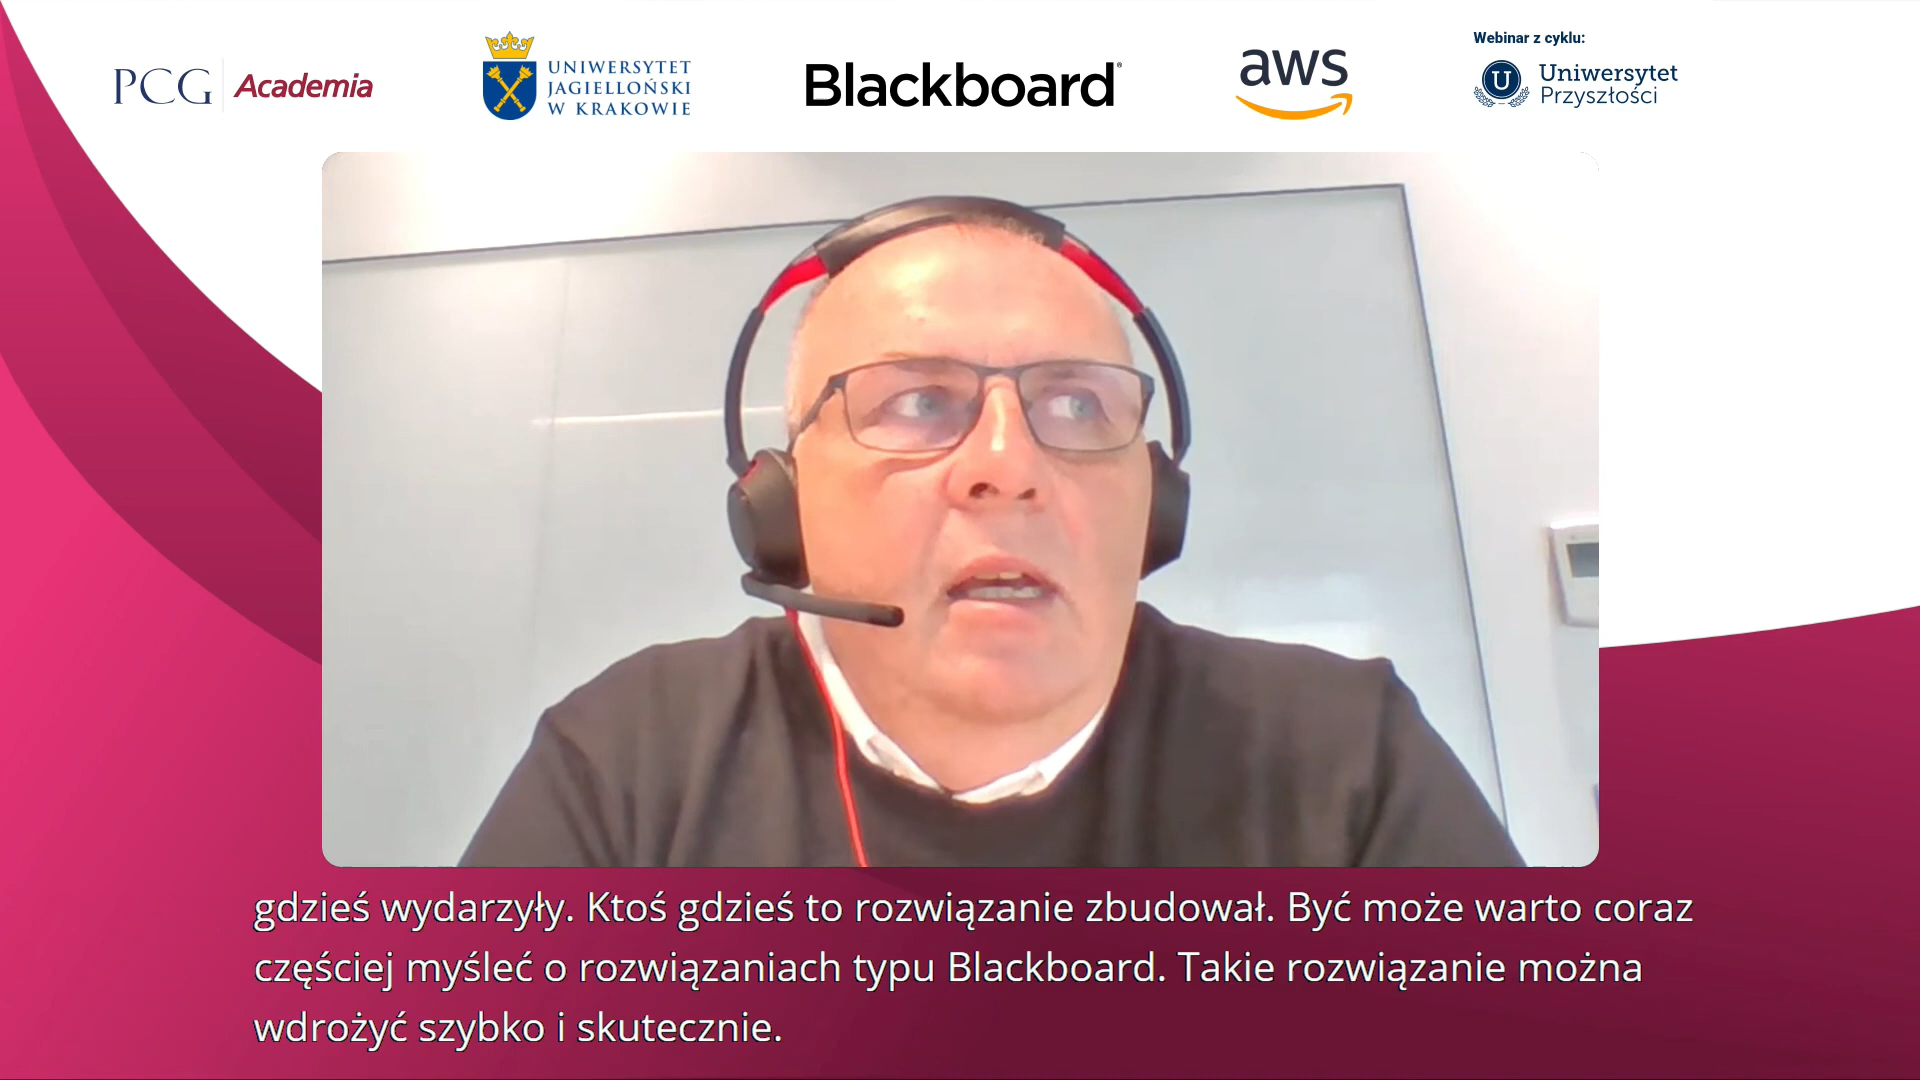 PCG Academia
UNIWERSYTET
JAGIELLOŃSKI
W KRAKOWIE
Blackboard®
aws
Webinar z cyklu:
U
Uniwersytet
Przyszłości
gdzieś wydarzyły. Ktoś gdzieś to rozwiązanie zbudował. Być może warto coraz
częściej myśleć o rozwiązaniach typu Blackboard. Takie rozwiązanie można
wdrożyć szybko i skutecznie.